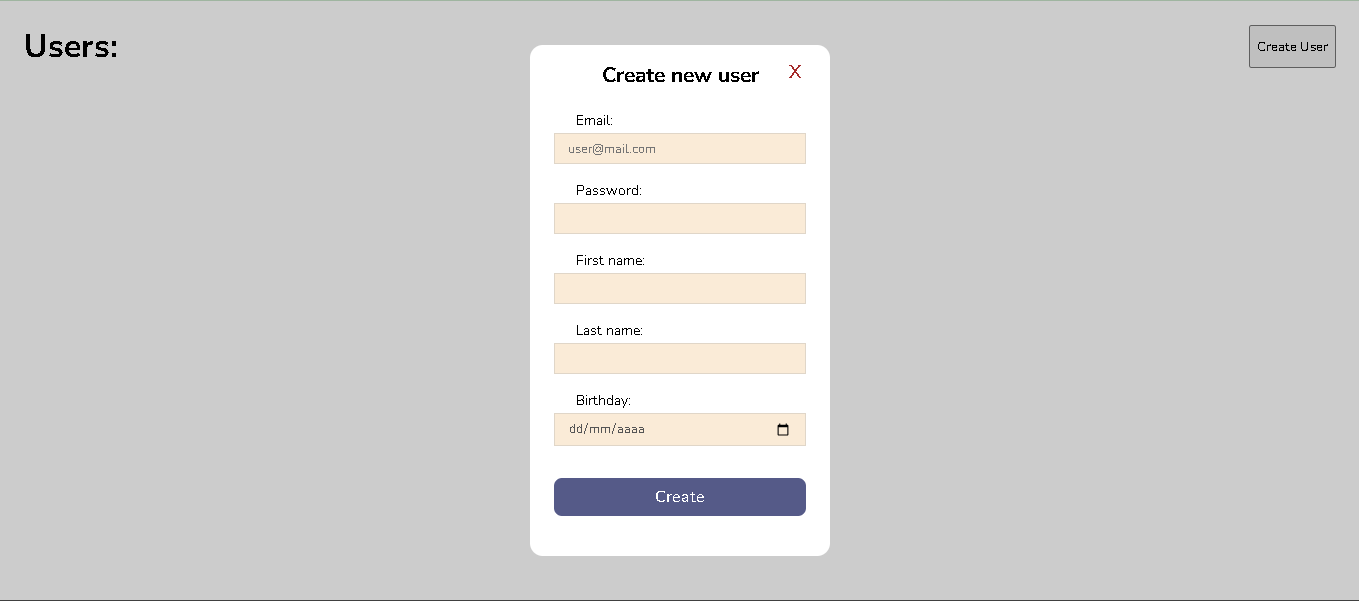 Users:
Create User
Create new user X
Email:
user@mail.com
Password:
First name:
Last name:
Birthday:
dd/mm/aaaa
Create